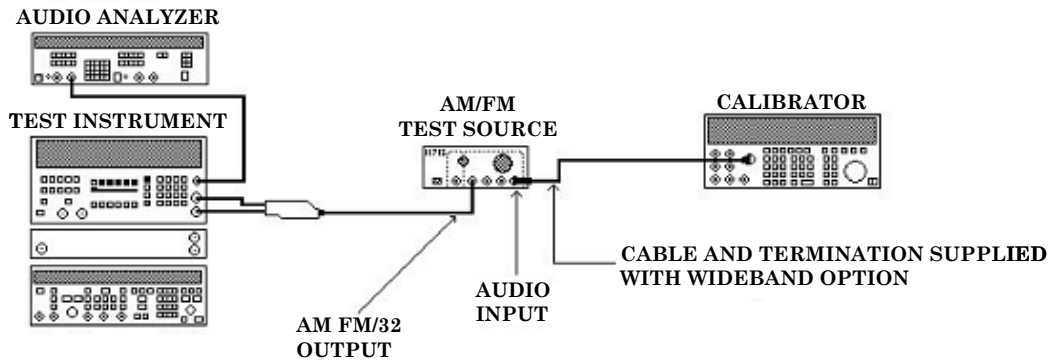 AUDIO ANALYZER
TEST INSTRUMENT
AM/FM
TEST SOURCE
CALIBRATOR
CABLE AND TERMINATION SUPPLIED
WITH WIDEBAND OPTION
AUDIO
INPUT
AM FM/32
OUTPUT